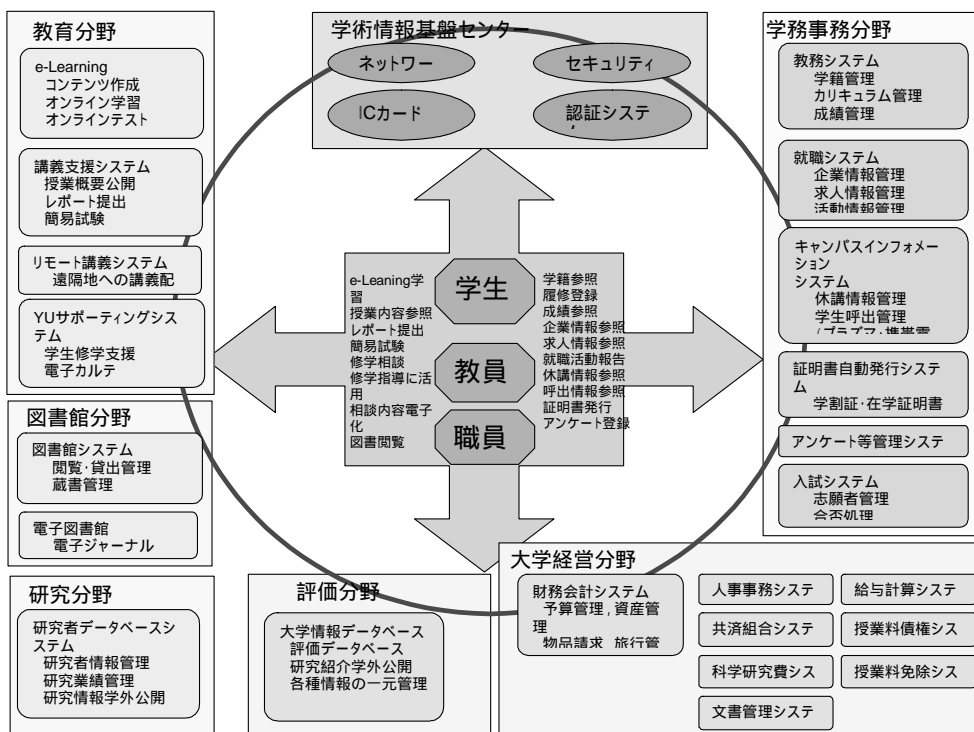 教育分野
e-Learning
コンテンツ作成
オンライン学習
オンラインテスト
講義支援システム
授業概要公開
レポート提出
簡易試験
リモート講義システム
遠隔地への講義配
YUサポーティングシス
テム
学生修学支援
電子カルテ
図書館分野
図書館システム
閲覧・貸出管理
蔵書管理
電子図書館
電子ジャーナル
研究分野
研究者データベースシ
ステム
研究者情報管理
研究業績管理
研究情報学外公開
学術情報基盤センター
ネットワー
セキュリティ
ICカード
認証システ
e-Leaning学
習
授業内容参照
レポート提出
簡易試験
修学相談
修学指導に活
用
相談内容電子
化
図書閲覧
学生
教員
職員
学籍参照
履修登録
成績参照
企業情報参照
求人情報参照
就職活動報告
休講情報参照
呼出情報参照
証明書発行
アンケート登録
評価分野
大学情報データベース
評価データベース
研究紹介学外公開
各種情報の一元管理
学務事務分野
教務システム
学籍管理
カリキュラム管理
成績管理
就職システム
企業情報管理
求人情報管理
活動情報管理
キャンパスインフォメー
ション
システム
休講情報管理
学生呼出管理
(プラズマ・携帯電
証明書自動発行システ
ム
学割証・在学証明書
アンケート等管理システ
入試システム
志願者管理
合否処理
大学経営分野
財務会計システム
予算管理，資産管
理
物品請求　旅行管
人事事務システ
給与計算システ
共済組合システ
授業料債権シス
科学研究費シス
授業料免除シス
文書管理システ